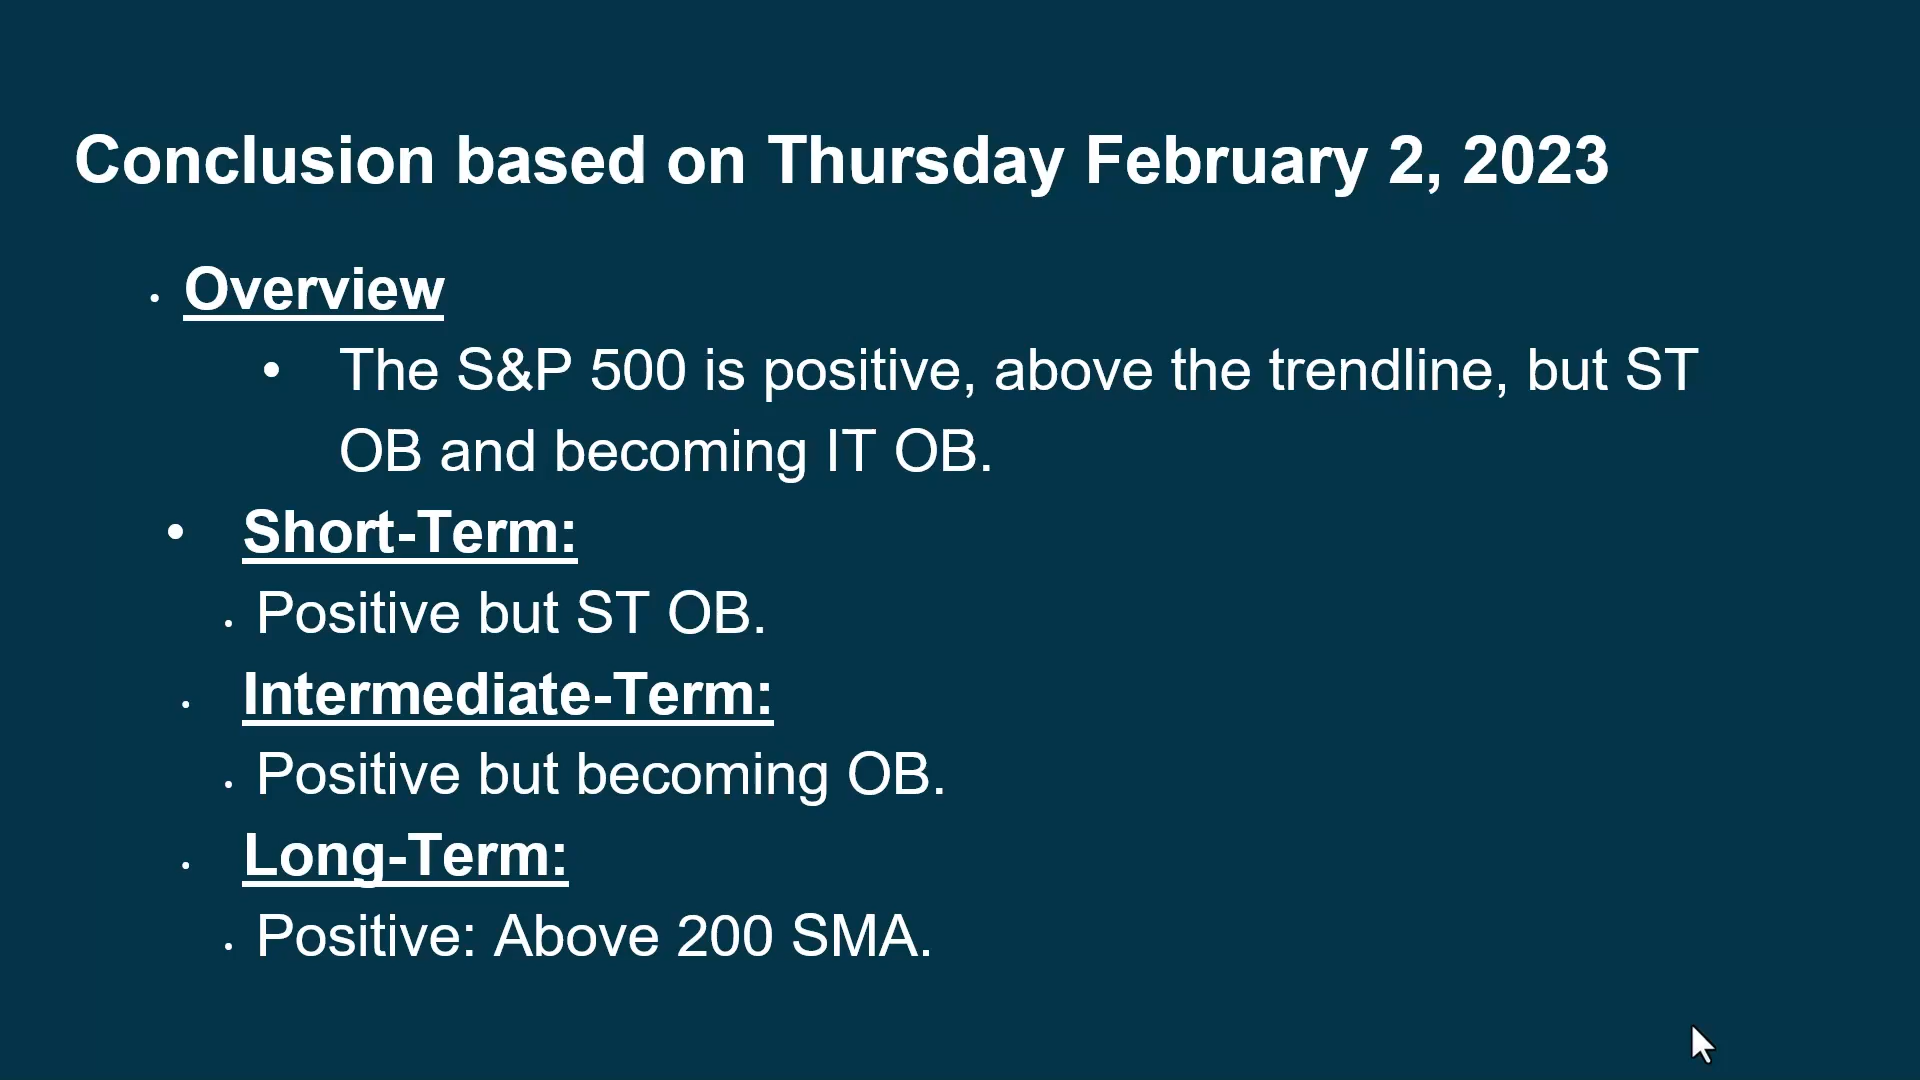 Conclusion based on Thursday February 2, 2023
• Overview
• The S&P 500 is positive, above the trendline, but ST
OB and becoming IT OB.
• Short-Term:
• Positive but ST OB.
• Intermediate-Term:
• Positive but becoming OB.
• Long-Term:
• Positive: Above 200 SMA.